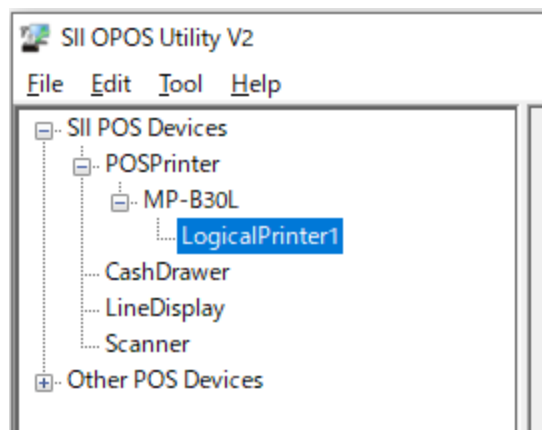 SII OPOS Utility V2
File Edit Tool Help
SII POS Devices
POSPrinter
MP-B30L
LogicalPrinter1
CashDrawer
LineDisplay
Scanner
Other POS Devices